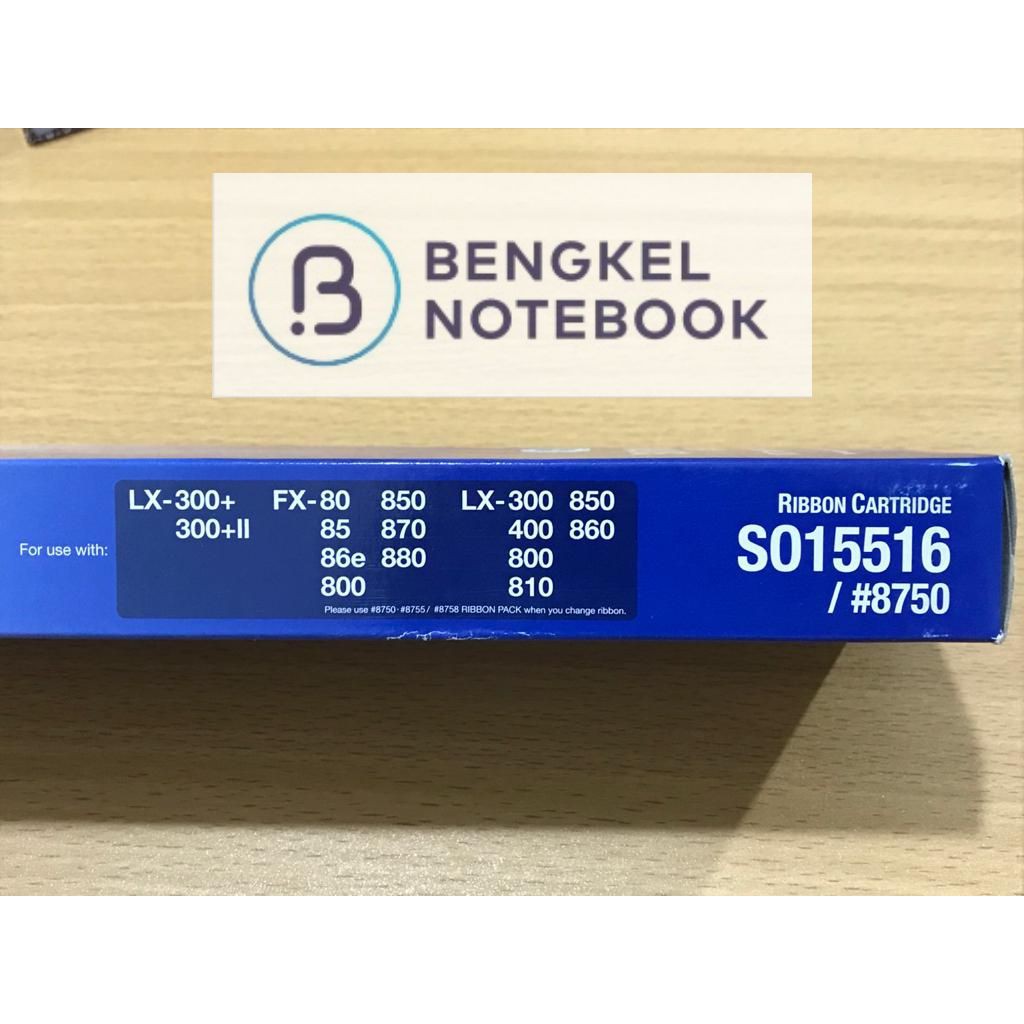 BENGKEL
NOTEBOOK
For use with:
LX-300+ FX-80 850 LX-300 850
300+II 85 870 400 860
86e 880 800
800 810
Please use #8750·#8755/ #8758 RIBBON PACK when you change ribbon.
RIBBON CARTRIDGE
SO15516
/ #8750